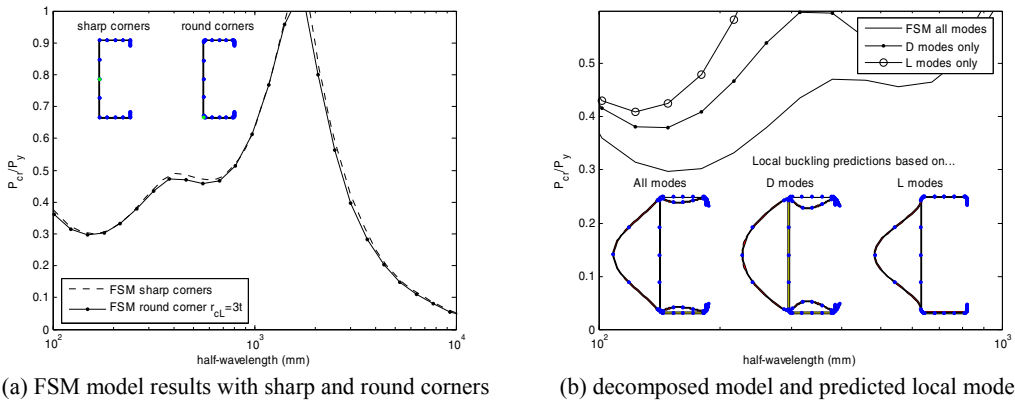 sharp corners
round corners
1
0.9
0.8
0.7
0.6
0.5
0.4
0.3
0.2
0.1
0
P_cr/P_y
FSM sharp corners
FSM round corner r_cL=3t
10^2
10^3
10^4
half-wavelength (mm)
(a) FSM model results with sharp and round corners
0.6
0.5
0.4
0.3
0.2
0.1
0
P_cr/P_y
FSM all modes
D modes only
L modes only
Local buckling predictions based on...
All modes
D modes
L modes
10^2
10^3
half-wavelength (mm)
(b) decomposed model and predicted local mode